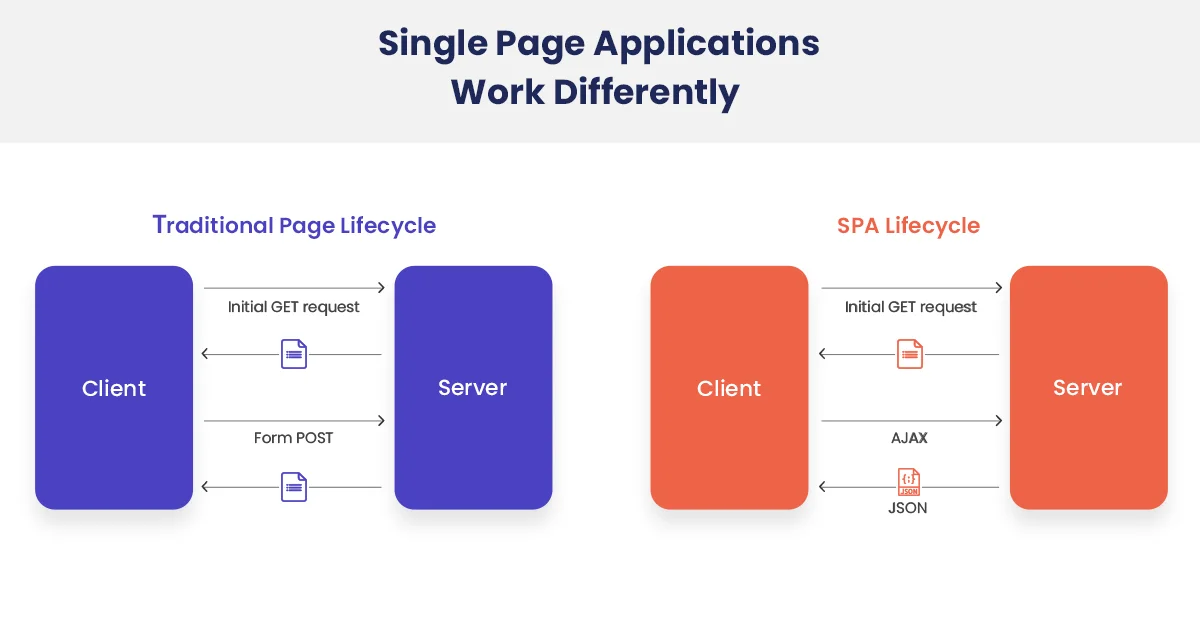 Single Page Applications
Work Differently
Traditional Page Lifecycle
Client
Initial GET request
Form POST
Server
SPA Lifecycle
Client
Initial GET request
AJAX
JSON
JSON
Server